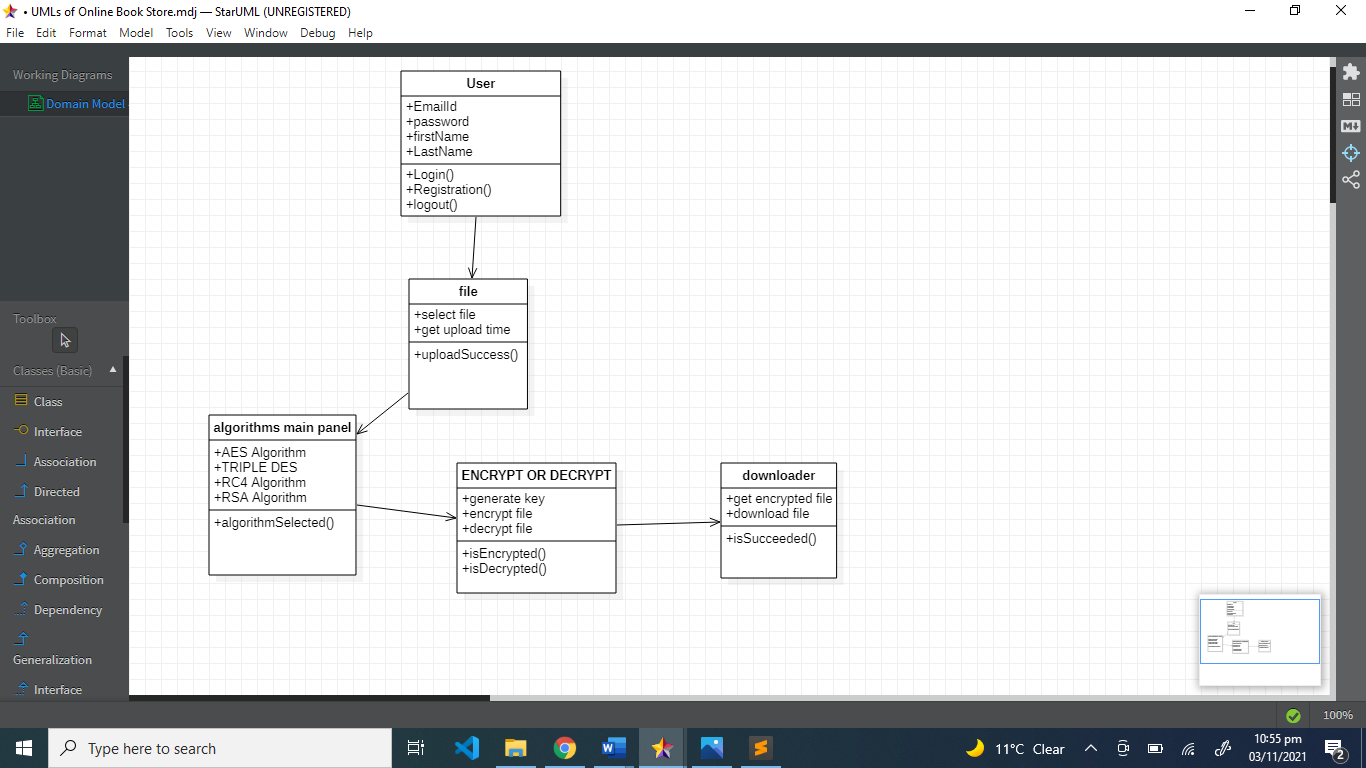 • UMLs of Online Book Store.mdj — StarUML (UNREGISTERED)
File Edit Format Model Tools View Window Debug Help
Working Diagrams
Domain Model
Toolbox
Classes (Basic)
Class
Interface
Association
Directed
Association
Aggregation
Composition
Dependency
Generalization
Interface
User
+EmailId
+password
+firstName
+LastName
+Login()
+Registration()
+logout()
file
+select file
+get upload time
+uploadSuccess()
algorithms main panel
+AES Algorithm
+TRIPLE DES
+RC4 Algorithm
+RSA Algorithm
+algorithmSelected()
ENCRYPT OR DECRYPT
+generate key
+encrypt file
+decrypt file
+isEncrypted()
+isDecrypted()
downloader
+get encrypted file
+download file
+isSucceeded()
M
100%
Type here to search
11°C Clear
10:55 pm
03/11/2021
2